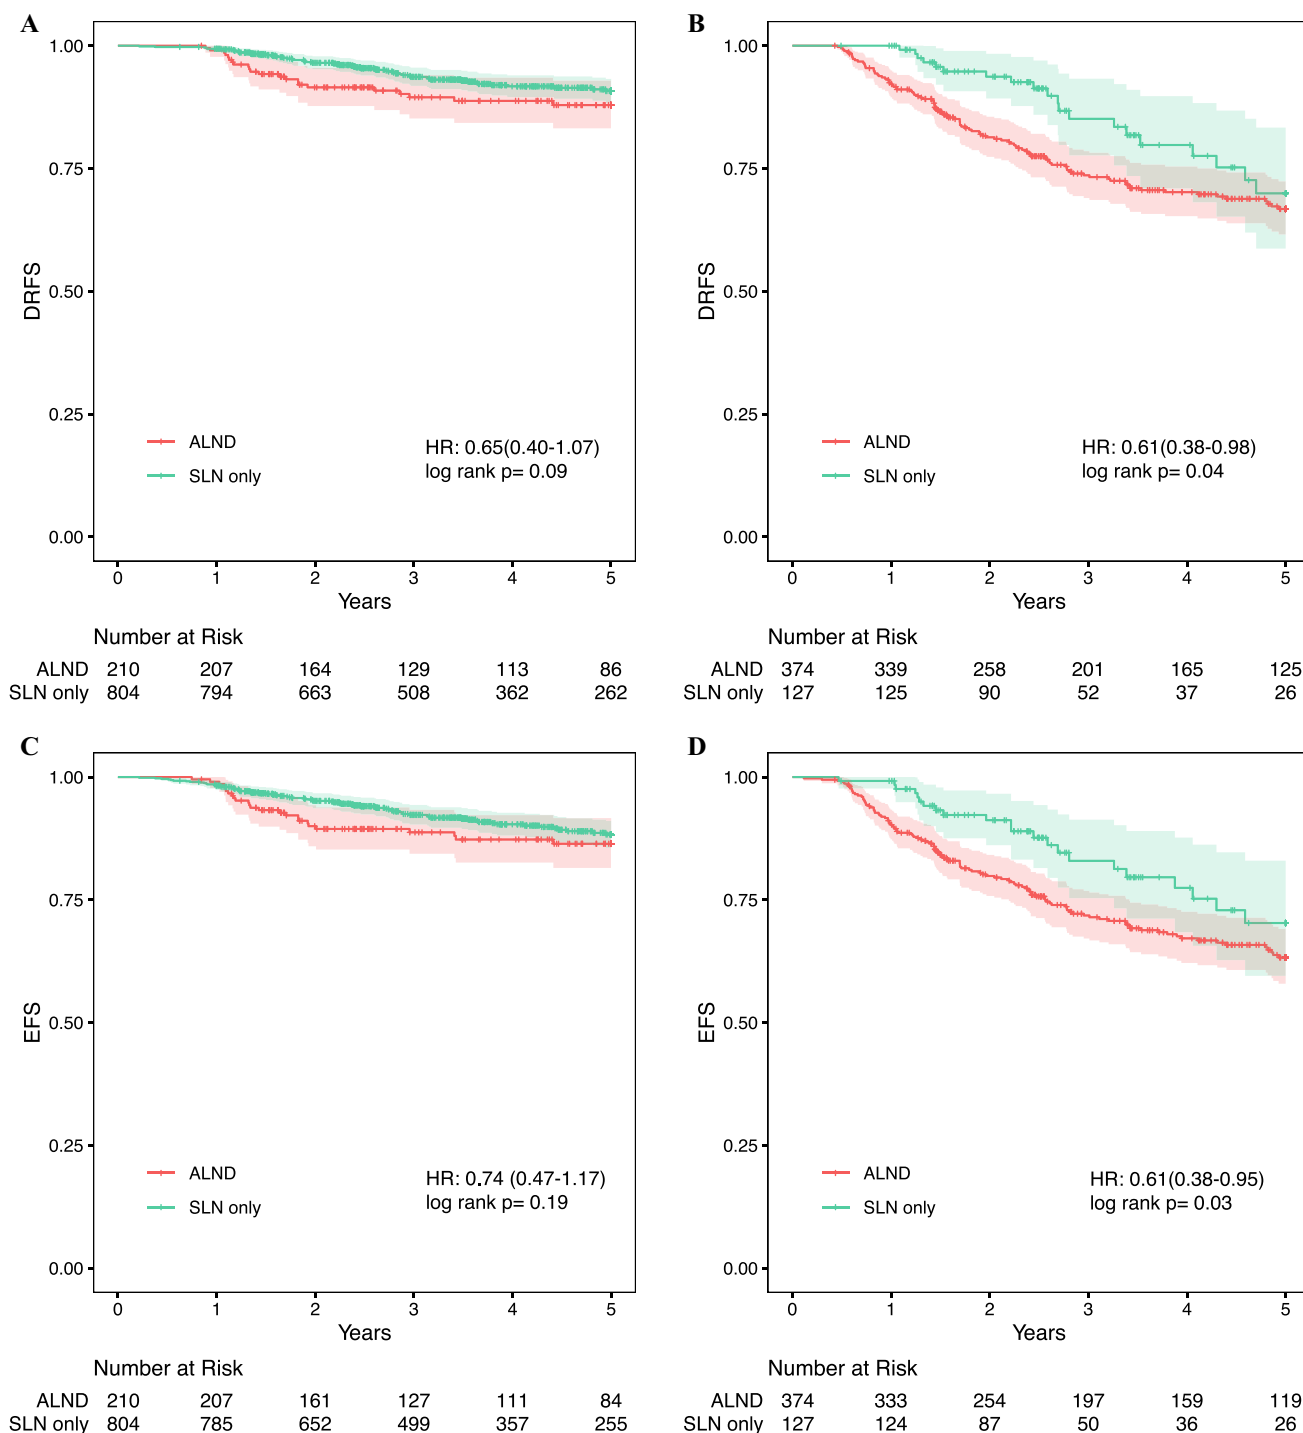 A
1.00
0.75
0.50
0.25
0.00
DRFS
ALND
SLN only
HR: 0.65(0.40-1.07)
log rank p= 0.09
0 1 2 3 4 5
Years
Number at Risk
ALND 210 207 164 129 113 86
SLN only 804 794 663 508 362 262
B
1.00
0.75
0.50
0.25
0.00
DRFS
ALND
SLN only
HR: 0.61(0.38-0.98)
log rank p= 0.04
0 1 2 3 4 5
Years
Number at Risk
ALND 374 339 258 201 165 125
SLN only 127 125 90 52 37 26
C
1.00
0.75
0.50
0.25
0.00
EFS
ALND
SLN only
HR: 0.74 (0.47-1.17)
log rank p= 0.19
0 1 2 3 4 5
Years
Number at Risk
ALND 210 207 161 127 111 84
SLN only 804 785 652 499 357 255
D
1.00
0.75
0.50
0.25
0.00
EFS
ALND
SLN only
HR: 0.61(0.38-0.95)
log rank p= 0.03
0 1 2 3 4 5
Years
Number at Risk
ALND 374 333 254 197 159 119
SLN only 127 124 87 50 36 26